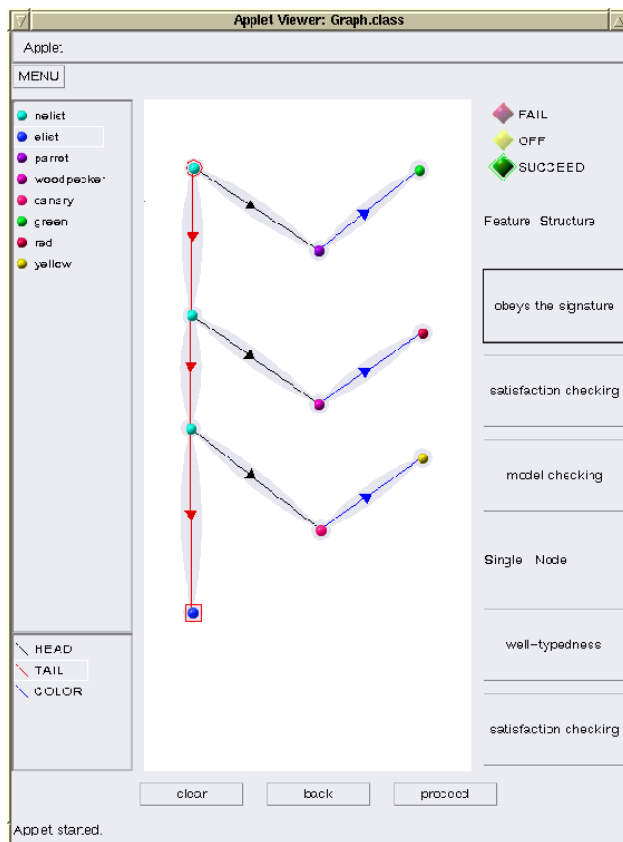 Applet Viewer: Graph.class
Applet
MENU
nelist
elist
parrot
woodpecker
canary
green
red
yellow
HEAD
TAIL
COLOR
FAIL
OFF
SUCCEED
Feature Structure
obeys the signature
satisfaction checking
model checking
Single Node
well-typedness
satisfaction checking
clear
back
proceed
Applet started.